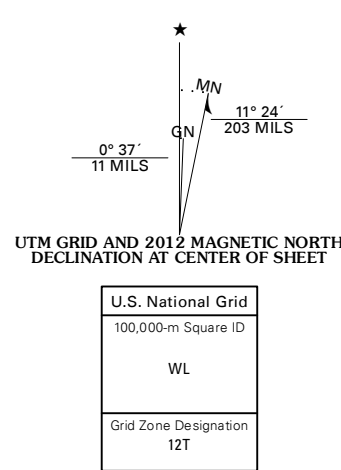 ★
MN
GN
11° 24´
203 MILS
0° 37´
11 MILS
UTM GRID AND 2012 MAGNETIC NORTH
DECLINATION AT CENTER OF SHEET
U.S. National Grid
100,000-m Square ID
WL
Grid Zone Designation
12T